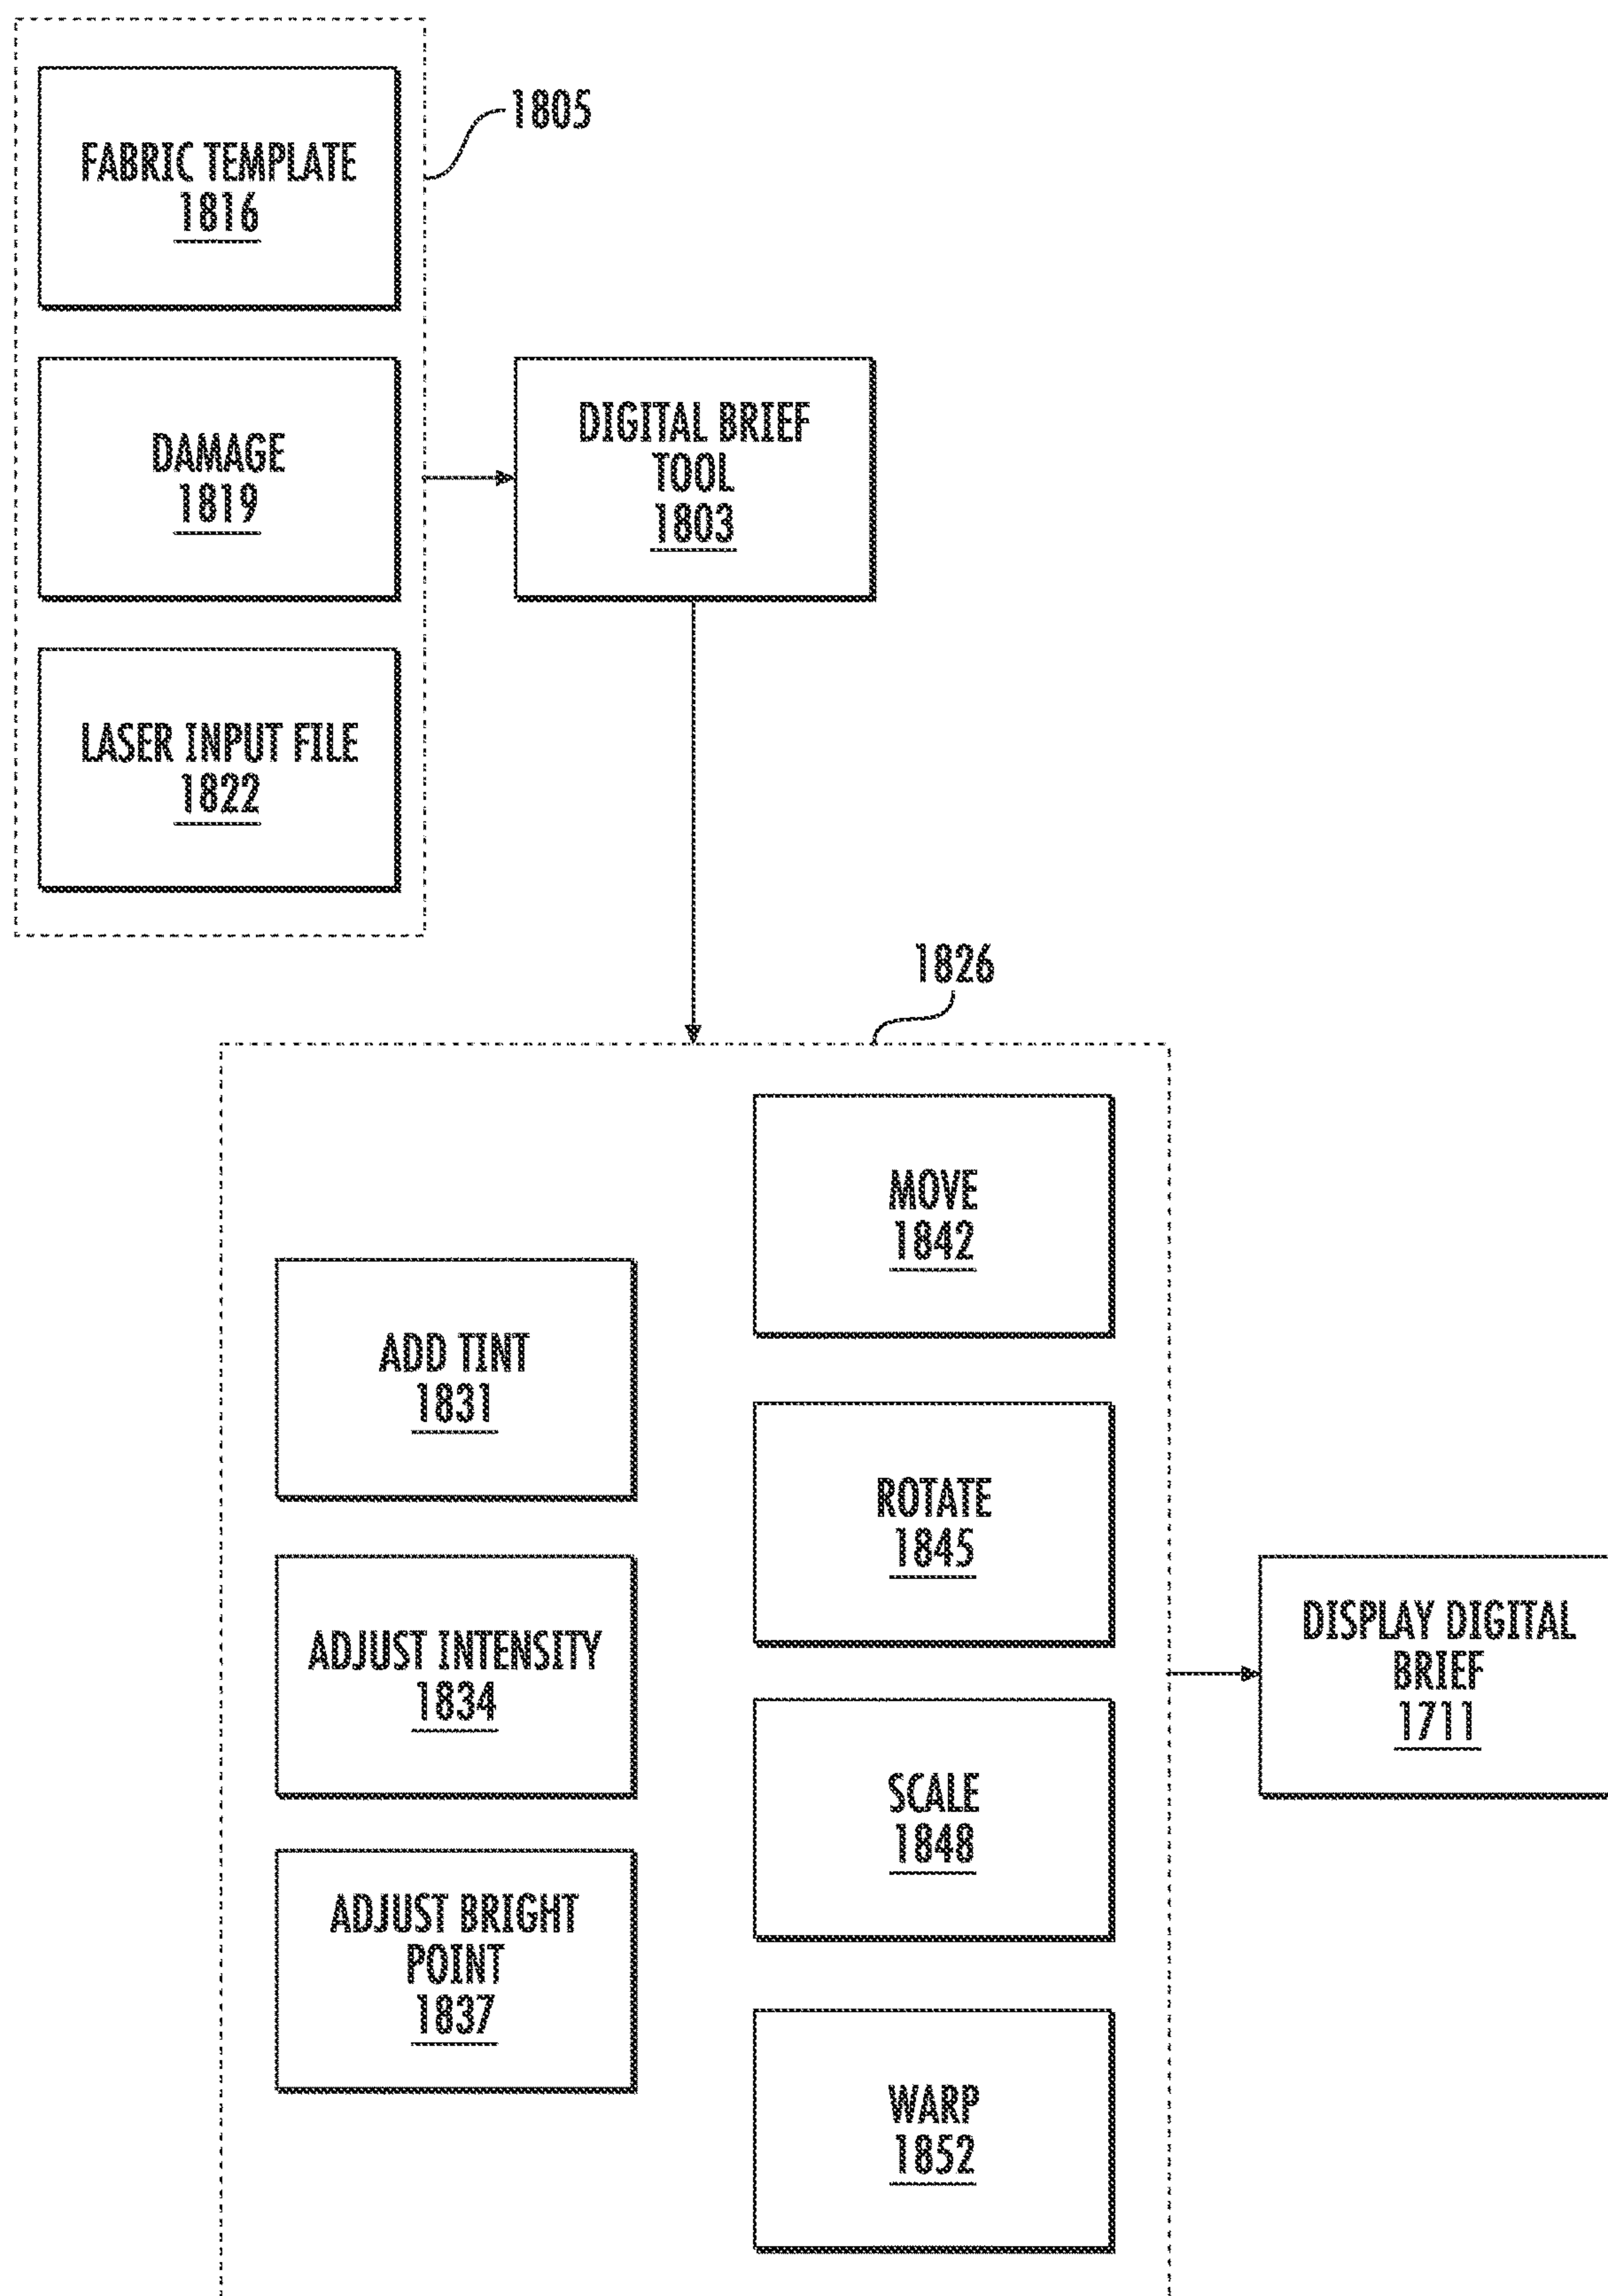 1805
FABRIC TEMPLATE
1816
DAMAGE
1819
LASER INPUT FILE
1822
DIGITAL BRIEF
TOOL
1803
1826
ADD TINT
1831
ADJUST INTENSITY
1834
ADJUST BRIGHT
POINT
1837
MOVE
1842
ROTATE
1845
SCALE
1848
WARP
1852
DISPLAY DIGITAL
BRIEF
1711